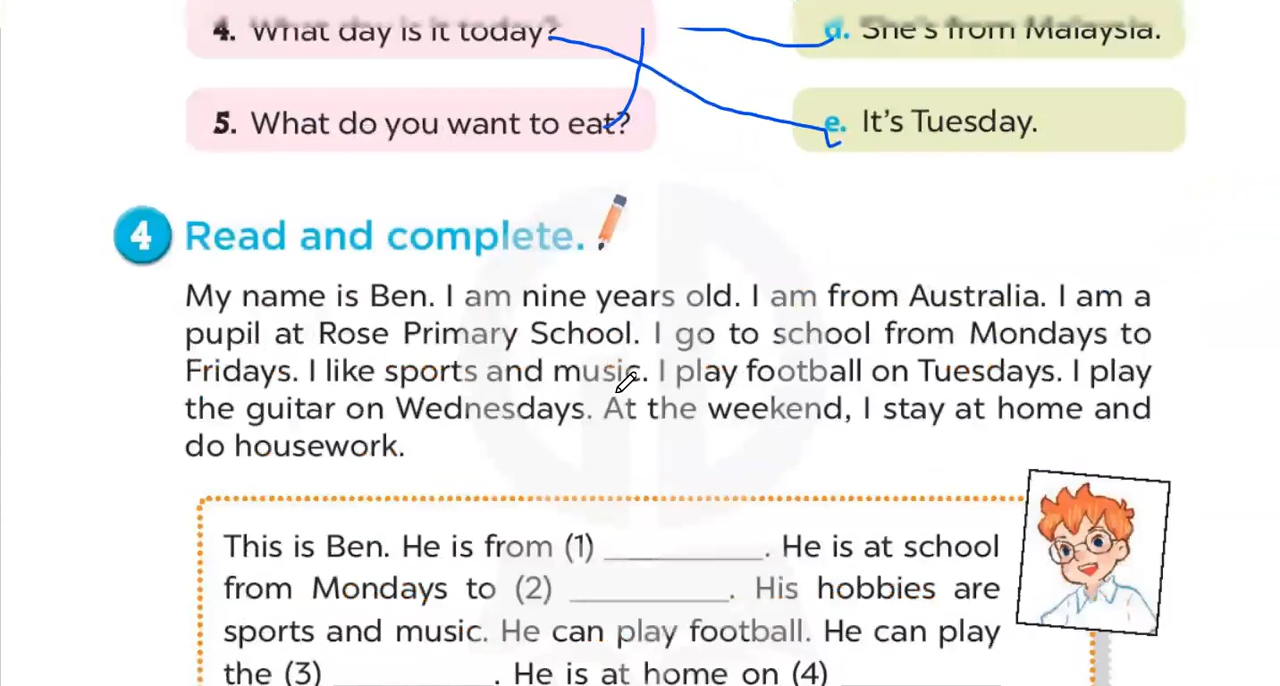 4. What day is it today?
d. She's from Malaysia.
5. What do you want to eat?
e. It's Tuesday.
4 Read and complete.
My name is Ben. I am nine years old. I am from Australia. I am a
pupil at Rose Primary School. I go to school from Mondays to
Fridays. I like sports and music. I play football on Tuesdays. I play
the guitar on Wednesdays. At the weekend, I stay at home and
do housework.
This is Ben. He is from (1) __________. He is at school
from Mondays to (2) __________. His hobbies are
sports and music. He can play football. He can play
the (3) __________. He is at home on (4) __________